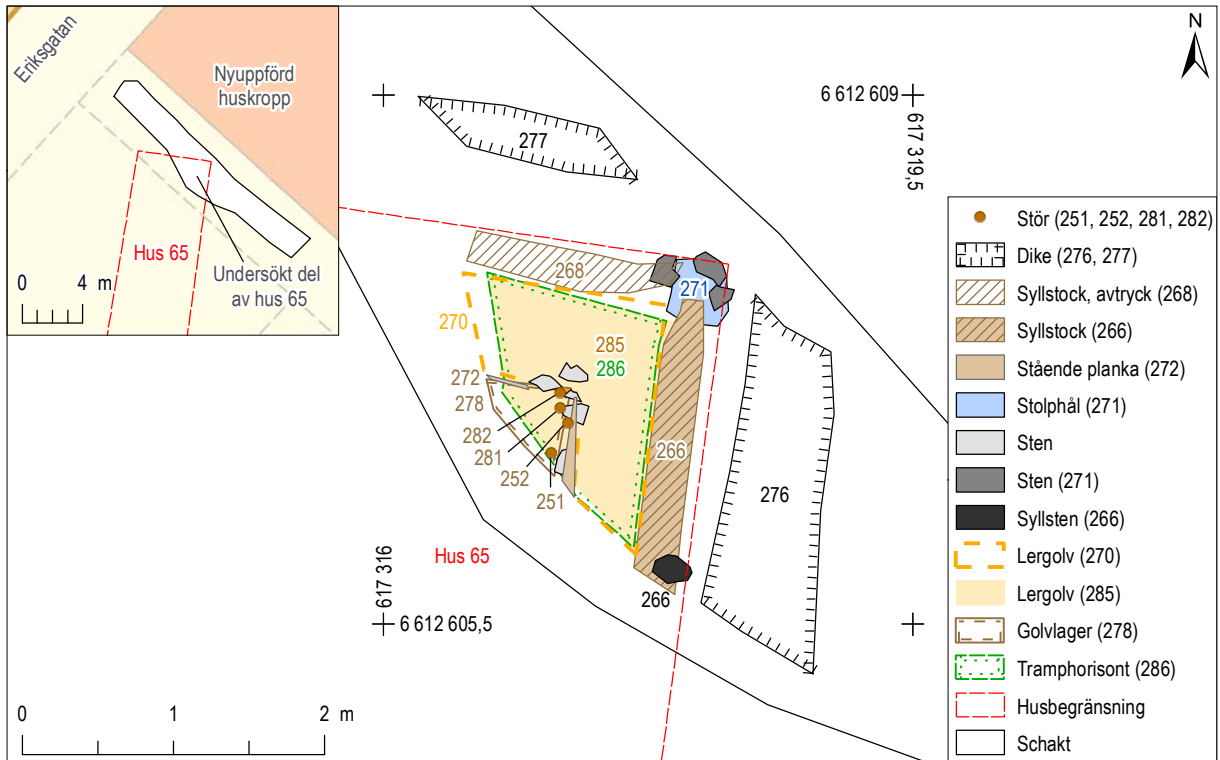 Eriksgatan
Nyuppförd
huskropp
Hus 65
Undersökt del
av hus 65
0 4 m
N
6 612 609
617 319,5
277
268
271
270
285
286
272
278
282
281
252
251
266
276
Hus 65
266
617 316
6 612 605,5
0 1 2 m
Stör (251, 252, 281, 282)
Dike (276, 277)
Syllstock, avtryck (268)
Syllstock (266)
Stående planka (272)
Stolphål (271)
Sten
Sten (271)
Syllsten (266)
Lergolv (270)
Lergolv (285)
Golvlager (278)
Tramphorisont (286)
Husbegränsning
Schakt